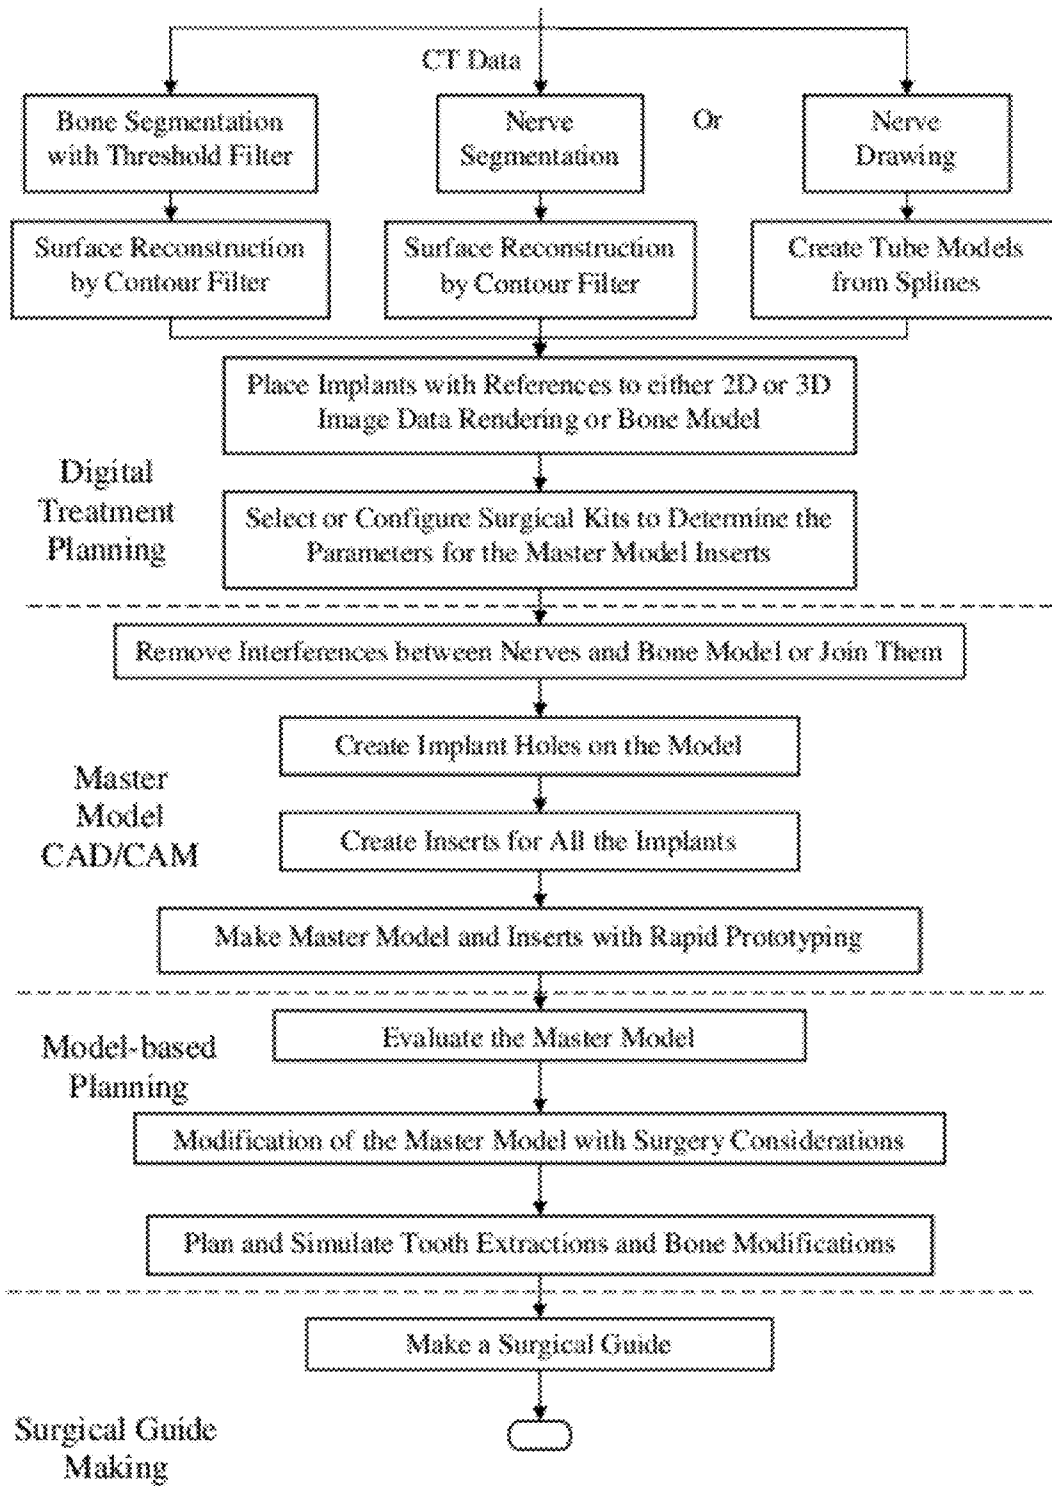 CT Data
Bone Segmentation
with Threshold Filter
Nerve
Segmentation
Or
Nerve
Drawing
Surface Reconstruction
by Contour Filter
Surface Reconstruction
by Contour Filter
Create Tube Models
from Splines
Place Implants with References to either 2D or 3D
Image Data Rendering or Bone Model
Digital
Treatment
Planning
Select or Configure Surgical Kits to Determine the
Parameters for the Master Model Inserts
Remove Interferences between Nerves and Bone Model or Join Them
Create Implant Holes on the Model
Master
Model
CAD/CAM
Create Inserts for All the Implants
Make Master Model and Inserts with Rapid Prototyping
Evaluate the Master Model
Model-based
Planning
Modification of the Master Model with Surgery Considerations
Plan and Simulate Tooth Extractions and Bone Modifications
Make a Surgical Guide
Surgical Guide
Making